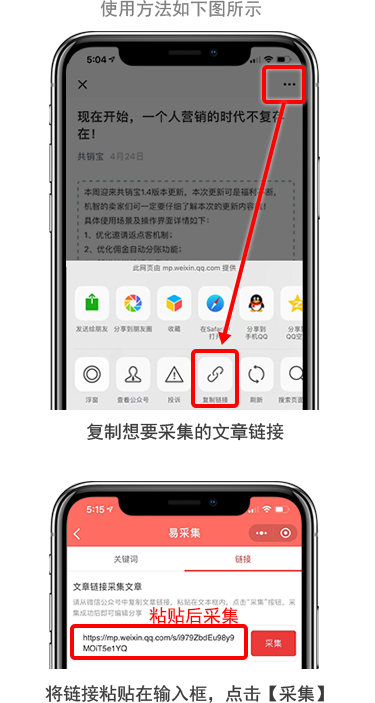 使用方法如下图所示
5:04
现在开始，一个人营销的时代不复存
在！
共销宝 4月24日
本周迎来共销宝1.4版本更新。本次更新可是福利不断，
机智的卖家们可一定要仔细了解本次的更新内容哦！
具体使用场景及操作界面详情如下：
1、优化邀请返点客机制；
2、优化佣金自动分账功能；
此网页由 mp.weixin.qq.com 提供
发送给朋友 分享到朋友圈 收藏 在Safari中打开 分享到手机QQ 分享到QQ空
浮窗 查看公众号 投诉 复制链接 刷新 搜索页面
复制想要采集的文章链接
5:15
易采集
关键词 链接
文章链接采集文章
请从微信公众号中复制文章链接，粘贴在文本框内，点击“采集”按钮，采
集成功后即可编辑分享
粘贴后采集
https://mp.weixin.qq.com/s/i979ZbdEu98y9
MOiT5e1YQ
采集
将链接粘贴在输入框，点击【采集】